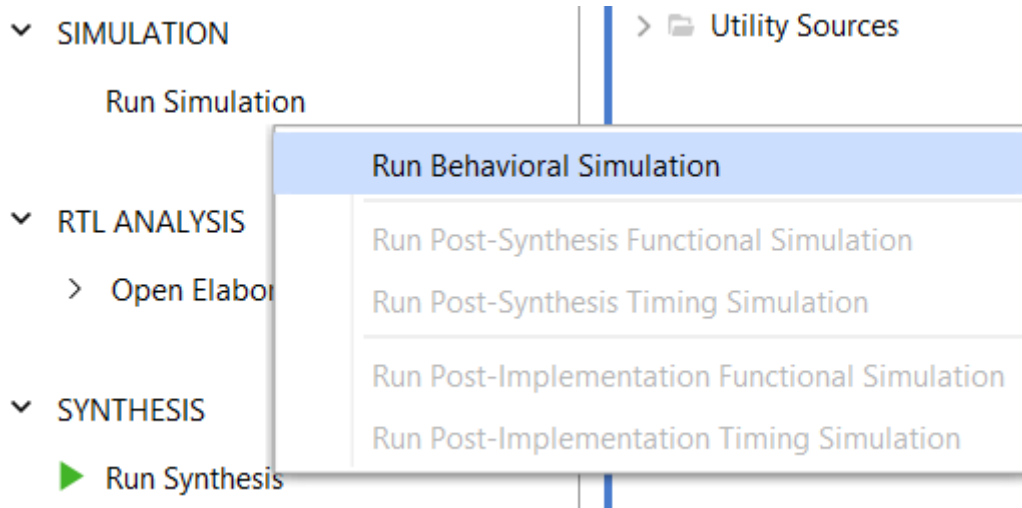 SIMULATION
Utility Sources
Run Simulation
Run Behavioral Simulation
RTL ANALYSIS
Run Post-Synthesis Functional Simulation
Open Elabor
Run Post-Synthesis Timing Simulation
Run Post-Implementation Functional Simulation
SYNTHESIS
Run Post-Implementation Timing Simulation
Run Synthesis